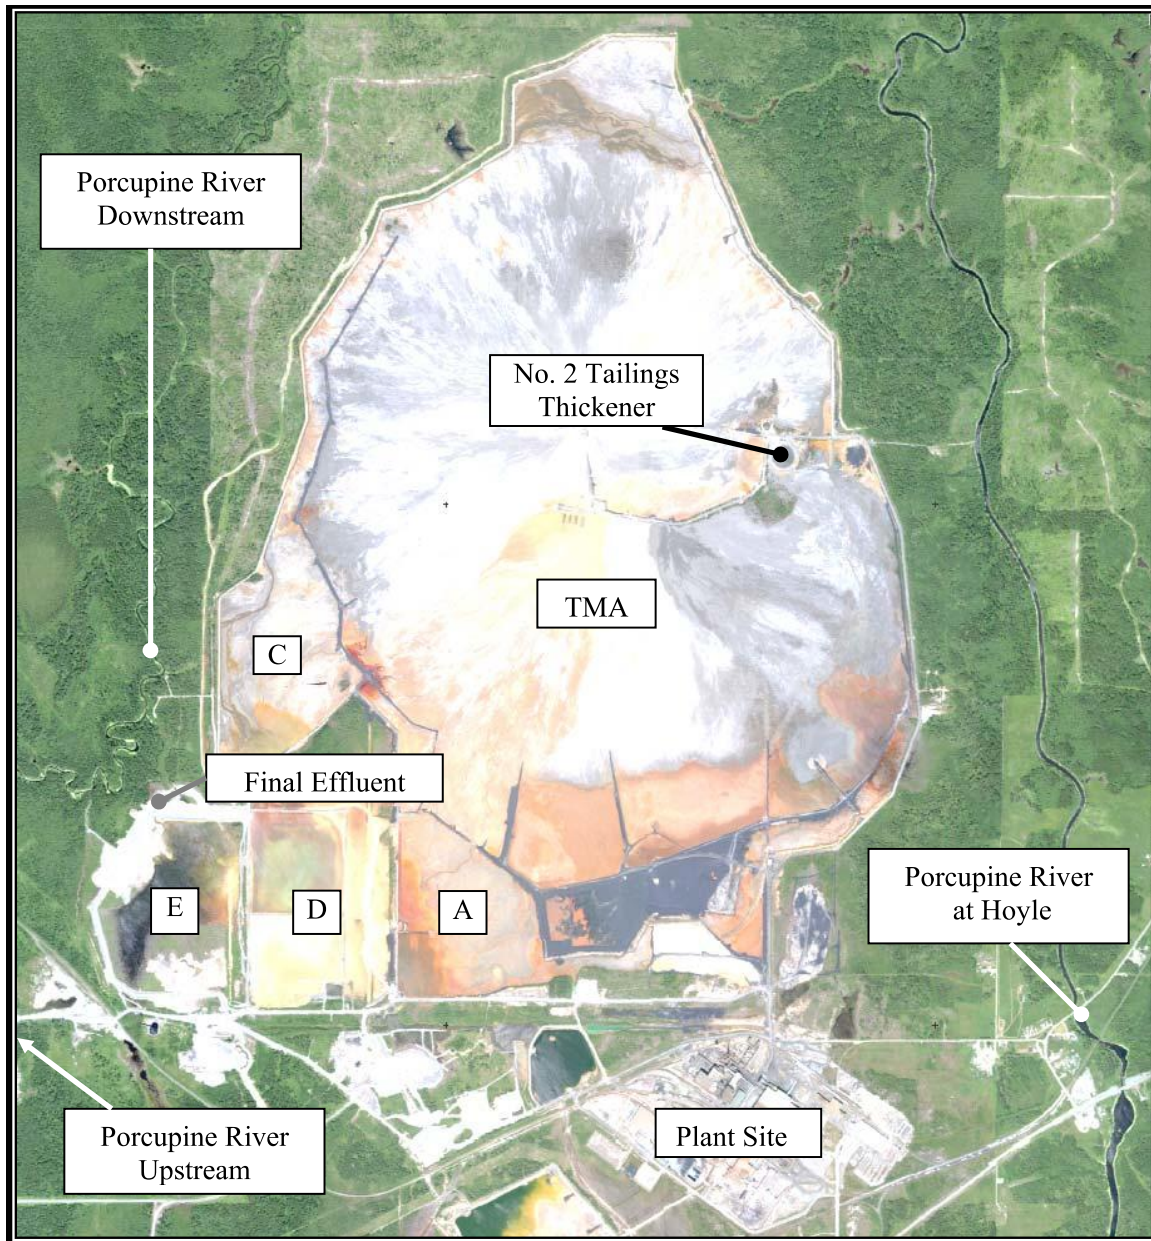 Porcupine River
Downstream
No. 2 Tailings
Thickener
TMA
C
Final Effluent
E
D
A
Porcupine River
at Hoyle
Porcupine River
Upstream
Plant Site